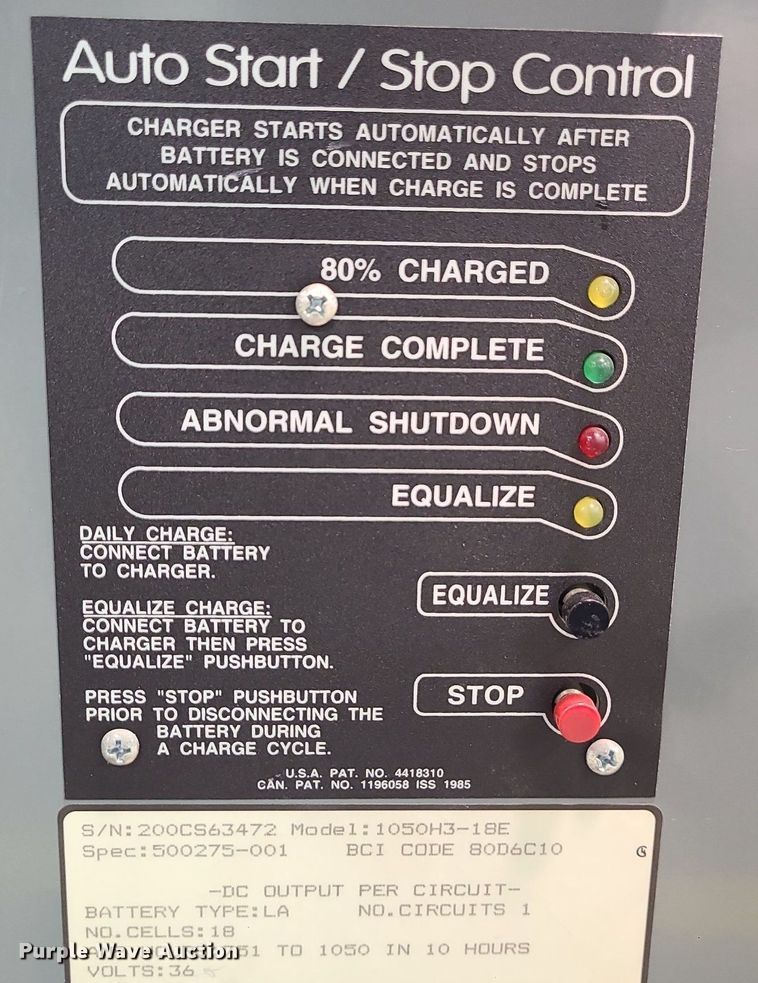 Auto Start / Stop Control
CHARGER STARTS AUTOMATICALLY AFTER
BATTERY IS CONNECTED AND STOPS
AUTOMATICALLY WHEN CHARGE IS COMPLETE
80% CHARGED
CHARGE COMPLETE
ABNORMAL SHUTDOWN
EQUALIZE
DAILY CHARGE:
CONNECT BATTERY
TO CHARGER.
EQUALIZE CHARGE:
CONNECT BATTERY TO
CHARGER THEN PRESS
"EQUALIZE" PUSHBUTTON.
PRESS "STOP" PUSHBUTTON
PRIOR TO DISCONNECTING THE
BATTERY DURING
A CHARGE CYCLE.
EQUALIZE
STOP
U.S.A. PAT. NO. 4418310
CAN. PAT. NO. 1196058 ISS 1985
S/N:200CS63472 Model:1050H3-18E
Spec:500275-001 BCI CODE 80D6C10
-DC OUTPUT PER CIRCUIT-
BATTERY TYPE:LA NO.CIRCUITS 1
NO.CELLS:18
TO 1050 IN 10 HOURS
VOLTS:36
Purple Wave Auction